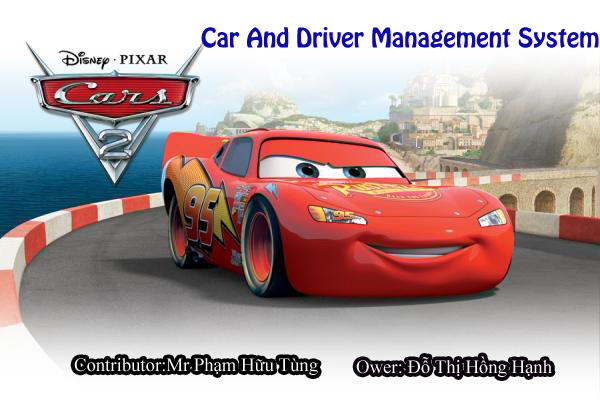 Car And Driver Management System
Disney · PIXAR
Cars
2
95
Contributor:Mr Phạm Hữu Tùng
Ower: Đỗ Thị Hồng Hạnh